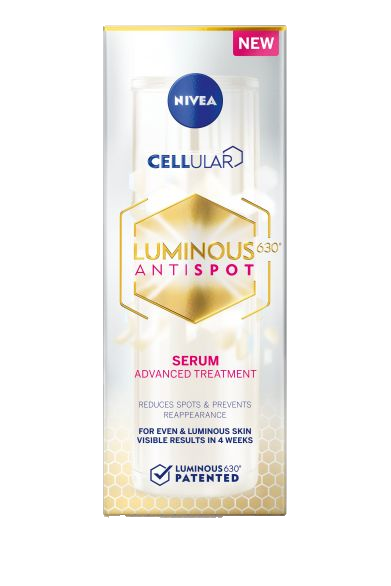 NEW
NIVEA
CELLULAR
LUMINOUS630®
ANTISPOT
SERUM
ADVANCED TREATMENT
REDUCES SPOTS & PREVENTS
REAPPEARANCE
FOR EVEN & LUMINOUS SKIN
VISIBLE RESULTS IN 4 WEEKS
LUMINOUS630®
PATENTED